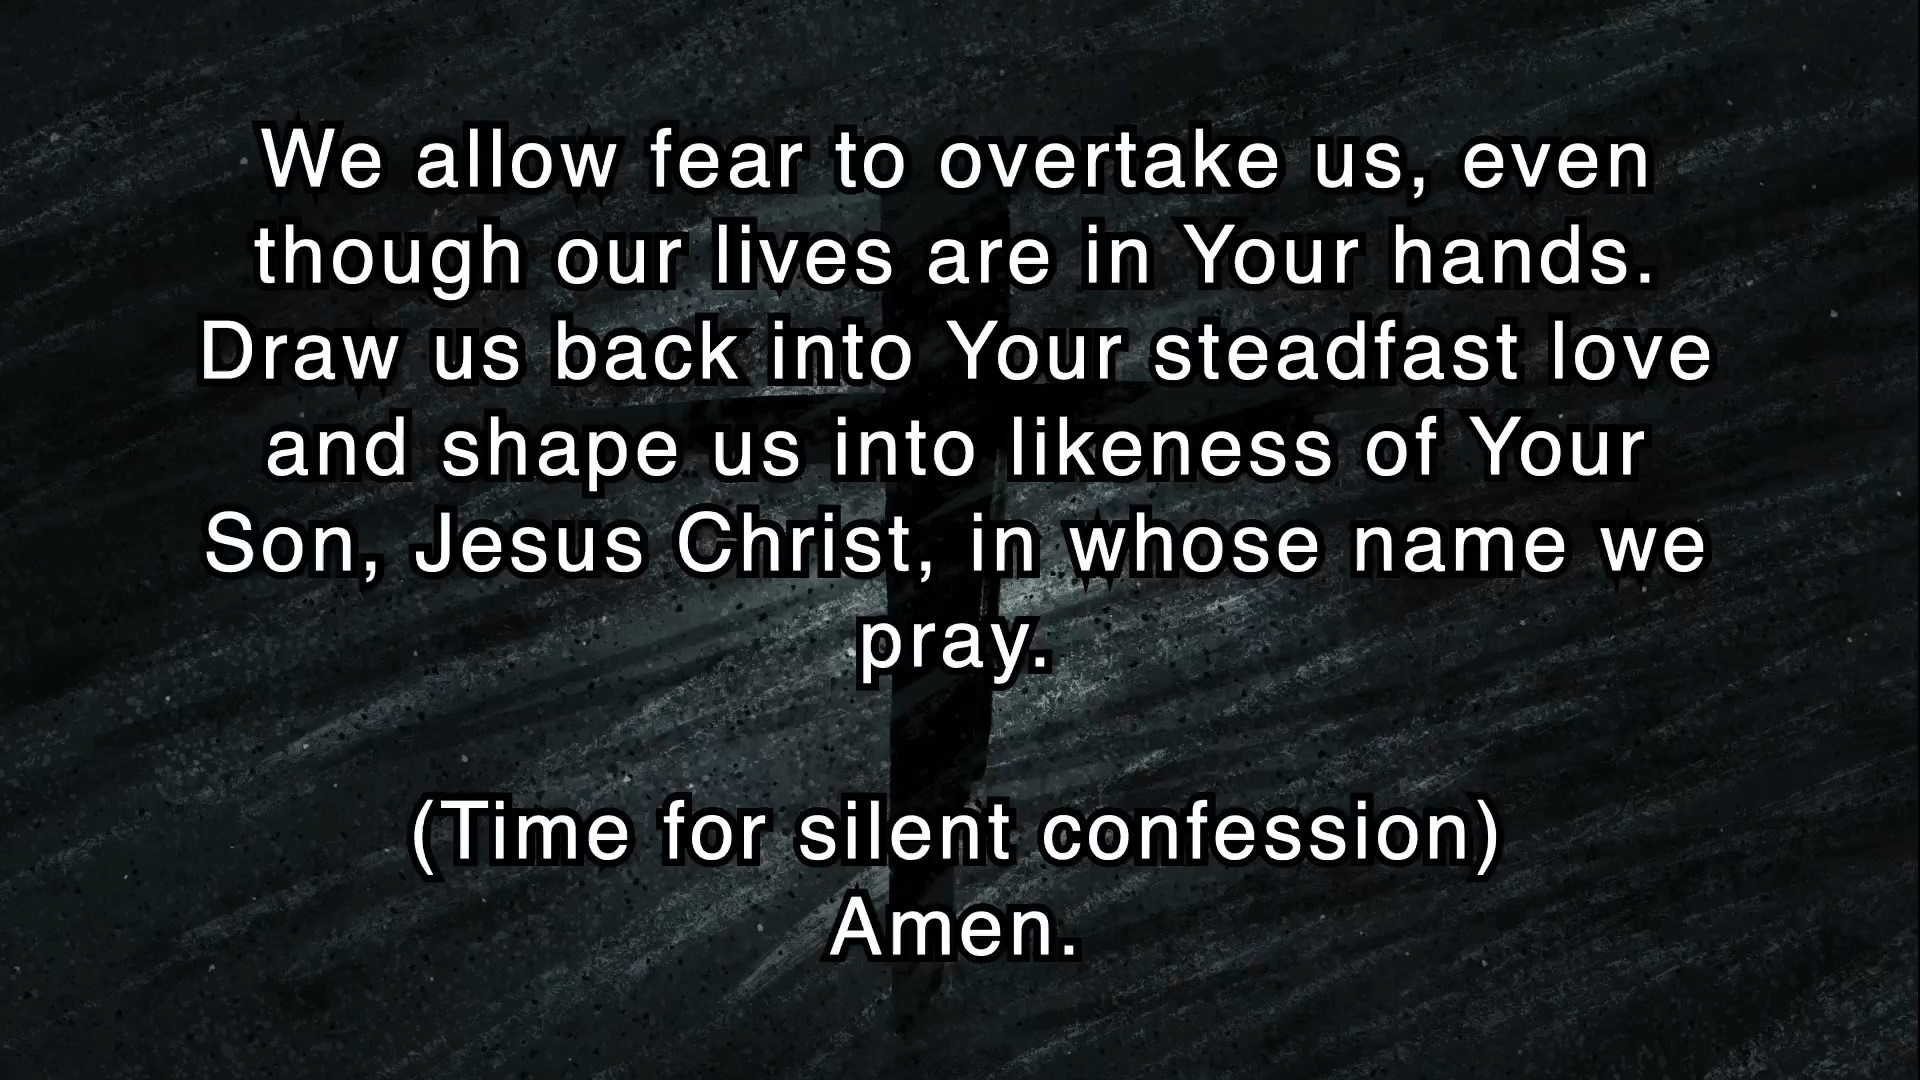 We allow fear to overtake us, even
though our lives are in Your hands.
Draw us back into Your steadfast love
and shape us into likeness of Your
Son, Jesus Christ, in whose name we
pray.
(Time for silent confession)
Amen.